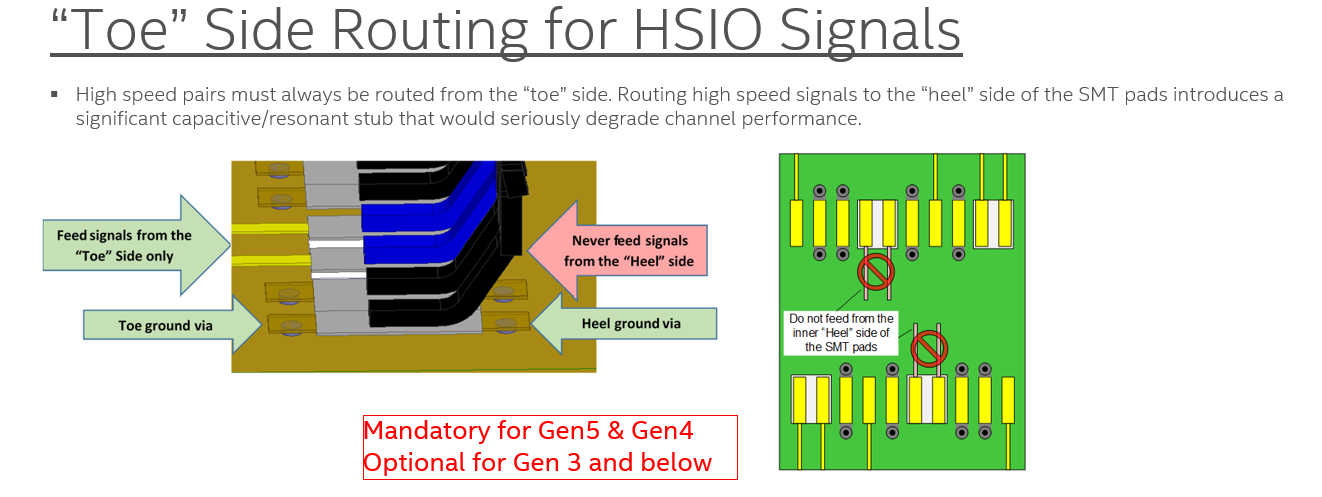 “Toe” Side Routing for HSIO Signals
▪ High speed pairs must always be routed from the “toe” side. Routing high speed signals to the “heel” side of the SMT pads introduces a
significant capacitive/resonant stub that would seriously degrade channel performance.
Feed signals from the
“Toe” Side only
Never feed signals
from the “Heel” side
Toe ground via
Heel ground via
Do not feed from the
inner “Heel” side of
the SMT pads
Mandatory for Gen5 & Gen4
Optional for Gen 3 and below